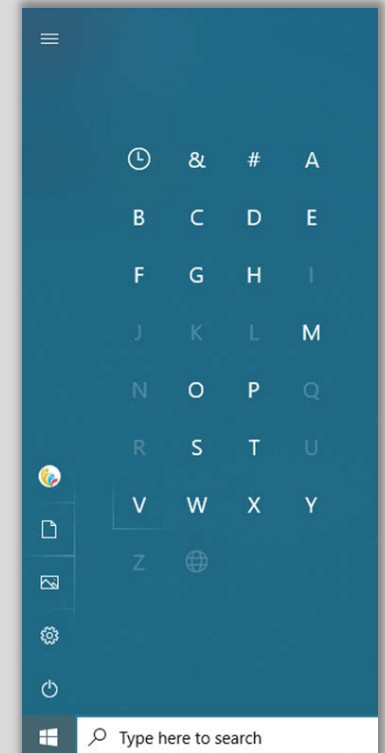 & # A
B C D E
F G H I
J K L M
N O P Q
R S T U
V W X Y
Z
Type here to search